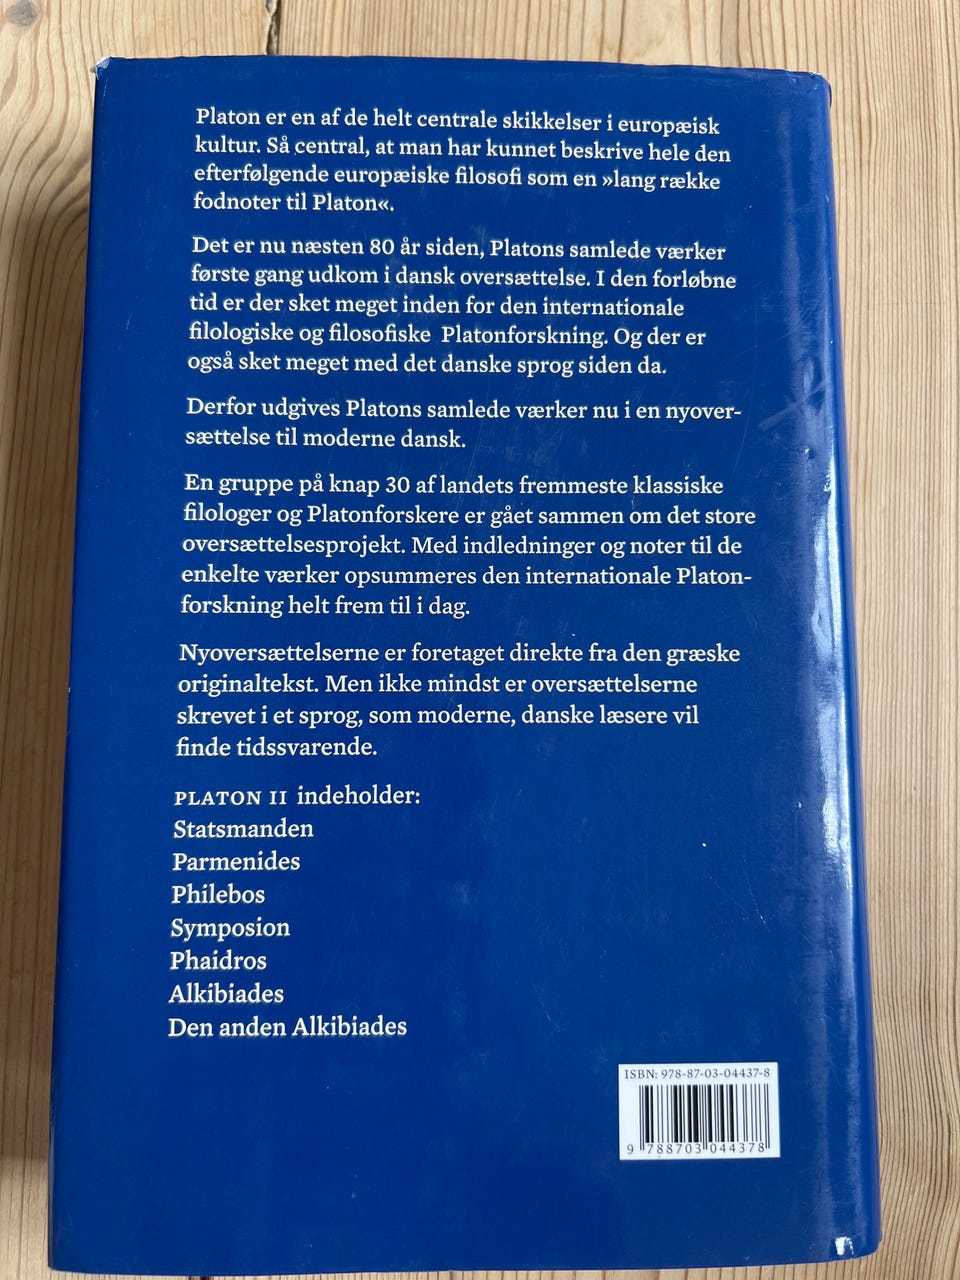 Platon er en af de helt centrale skikkelser i europæisk
kultur. Så central, at man har kunnet beskrive hele den
efterfølgende europæiske filosofi som en »lang række
fodnoter til Platon«.
Det er nu næsten 80 år siden, Platons samlede værker
første gang udkom i dansk oversættelse. I den forløbne
tid er der sket meget inden for den internationale
filologiske og filosofiske Platonforskning. Og der er
også sket meget med det danske sprog siden da.
Derfor udgives Platons samlede værker nu i en nyover-
sættelse til moderne dansk.
En gruppe på knap 30 af landets fremmeste klassiske
filologer og Platonforskere er gået sammen om det store
oversættelsesprojekt. Med indledninger og noter til de
enkelte værker opsummeres den internationale Platon-
forskning helt frem til i dag.
Nyoversættelserne er foretaget direkte fra den græske
originaltekst. Men ikke mindst er oversættelserne
skrevet i et sprog, som moderne, danske læsere vil
finde tidssvarende.
PLATON II indeholder:
Statsmanden
Parmenides
Philebos
Symposion
Phaidros
Alkibiades
Den anden Alkibiades
ISBN: 978-87-03-04437-8
9 788703 044378